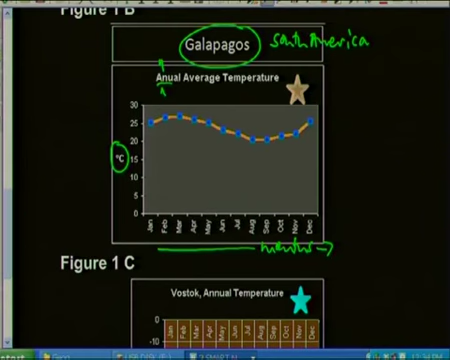 Figure 1 B
Galapagos South America
Anual Average Temperature
n
30
25
20
°C
15
10
5
0
Jan Feb Mar Apr May Jun Jul Aug Sep Oct Nov Dec
months
Figure 1 C
Vostok, Annual Temperature
0
Jan Feb Mar Apr May Jun Jul Aug Sep Oct Nov Dec
-10